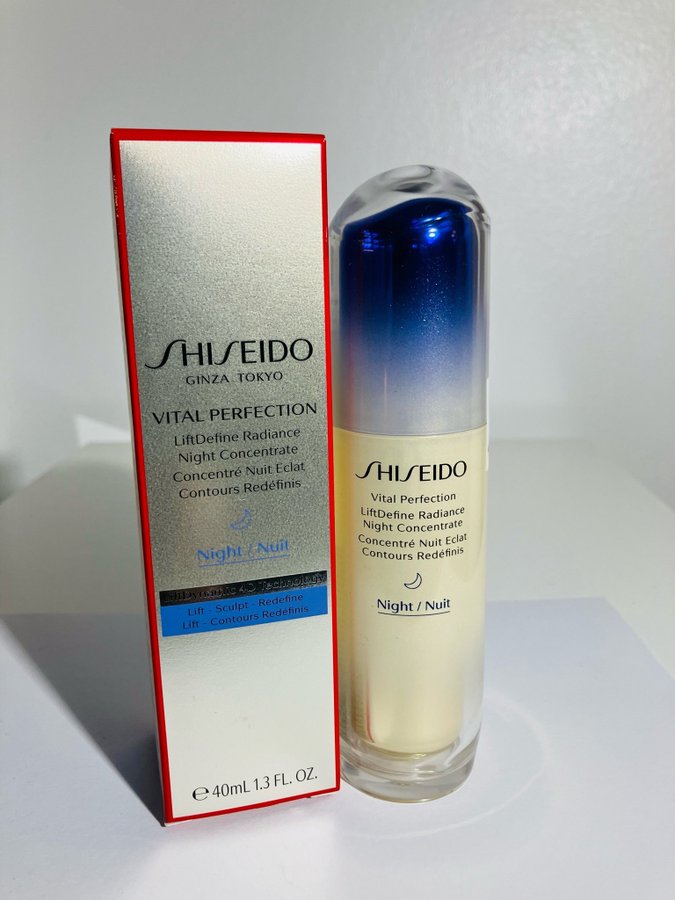 SHISEIDO
GINZA TOKYO
VITAL PERFECTION
LiftDefine Radiance
Night Concentrate
Concentré Nuit Eclat
Contours Redéfinis
Night / Nuit
4D Technology
Lift - Sculpt - Redefine
Lift - Contours Redéfinis
℮ 40mL 1.3 FL. OZ.
SHISEIDO
Vital Perfection
LiftDefine Radiance
Night Concentrate
Concentré Nuit Eclat
Contours Redéfinis
Night / Nuit